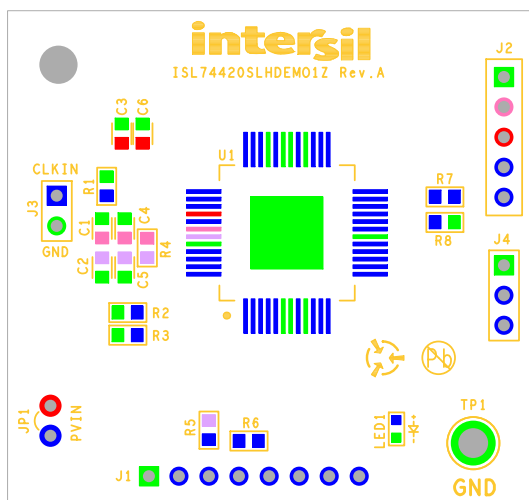 intersil
ISL74420SLHDEMO1Z Rev.A
J2
C3
C6
U1
CLKIN
R1
R7
J3
C1
C4
R4
R8
GND
C2
C5
J4
R2
R3
Pb
JP1
PVIN
R5
R6
LED1
TP1
J1
GND